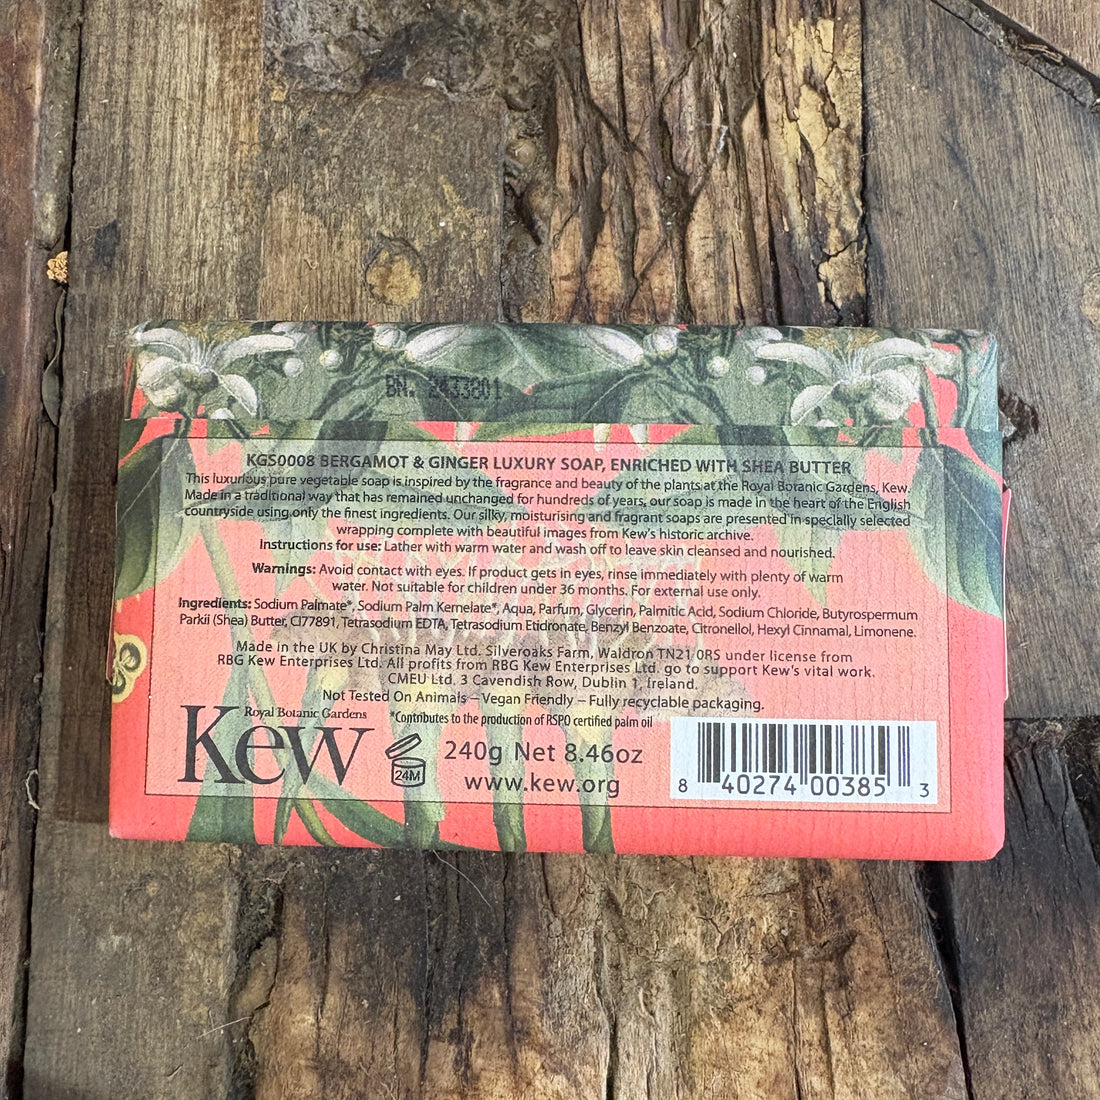 BN. 2433801
KGS0008 BERGAMOT & GINGER LUXURY SOAP, ENRICHED WITH SHEA BUTTER
This luxurious pure vegetable soap is inspired by the fragrance and beauty of the plants at the Royal Botanic Gardens, Kew.
Made in a traditional way that has remained unchanged for hundreds of years, our soap is made in the heart of the English
countryside using only the finest ingredients. Our silky, moisturising and fragrant soaps are presented in specially selected
wrapping complete with beautiful images from Kew's historic archive.
Instructions for use: Lather with warm water and wash off to leave skin cleansed and nourished.
Warnings: Avoid contact with eyes. If product gets in eyes, rinse immediately with plenty of warm
water. Not suitable for children under 36 months. For external use only.
Ingredients: Sodium Palmate*, Sodium Palm Kernelate*, Aqua, Parfum, Glycerin, Palmitic Acid, Sodium Chloride, Butyrospermum
Parkii (Shea) Butter, CI77891, Tetrasodium EDTA, Tetrasodium Etidronate, Benzyl Benzoate, Citronellol, Hexyl Cinnamal, Limonene.
Made in the UK by Christina May Ltd. Silveroaks Farm, Waldron TN21 0RS under license from
RBG Kew Enterprises Ltd. All profits from RBG Kew Enterprises Ltd. go to support Kew's vital work.
CMEU Ltd. 3 Cavendish Row, Dublin 1, Ireland.
Not Tested On Animals – Vegan Friendly – Fully recyclable packaging.
Royal Botanic Gardens
Kew
*Contributes to the production of RSPO certified palm oil
24M
240g Net 8.46oz
www.kew.org
8 40274 00385 3